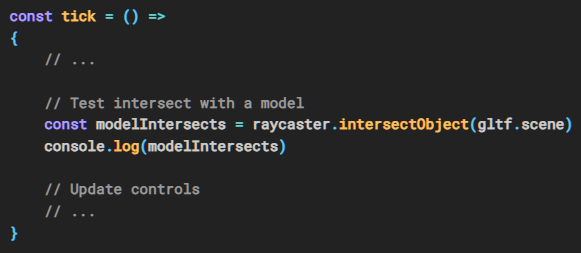 const tick = () =>
{
    // ...

    // Test intersect with a model
    const modelIntersects = raycaster.intersectObject(gltf.scene)
    console.log(modelIntersects)

    // Update controls
    // ...
}